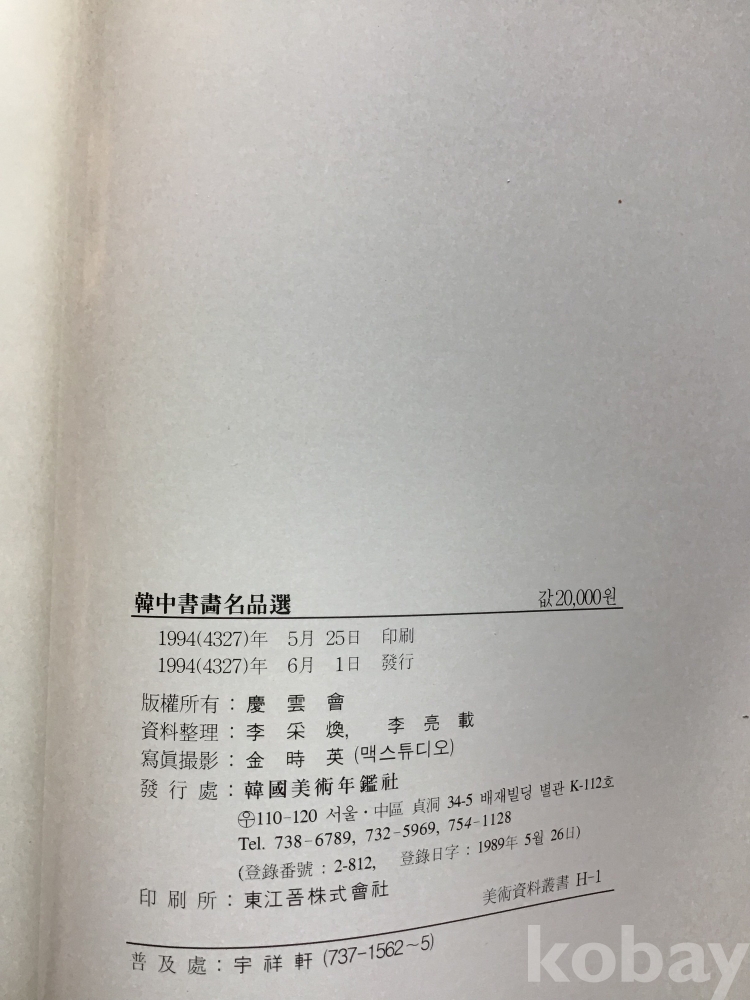 韓中書畵名品選 값20,000원
1994(4327)年 5月 25日 印刷
1994(4327)年 6月 1日 發行
版權所有 : 慶雲會
資料整理 : 李采煥, 李亮載
寫眞撮影 : 金時英 (맥스튜디오)
發行處 : 韓國美術年鑑社
㉾110-120 서울·中區 貞洞 34-5 배재빌딩 별관 K-112호
Tel. 738-6789, 732-5969, 754-1128
(登錄番號 : 2-812, 登錄日字 : 1989年 5월 26日)
印刷所 : 東江폼株式會社
美術資料叢書 H-1
普及處 : 宇祥軒 (737-1562~5)
kobay